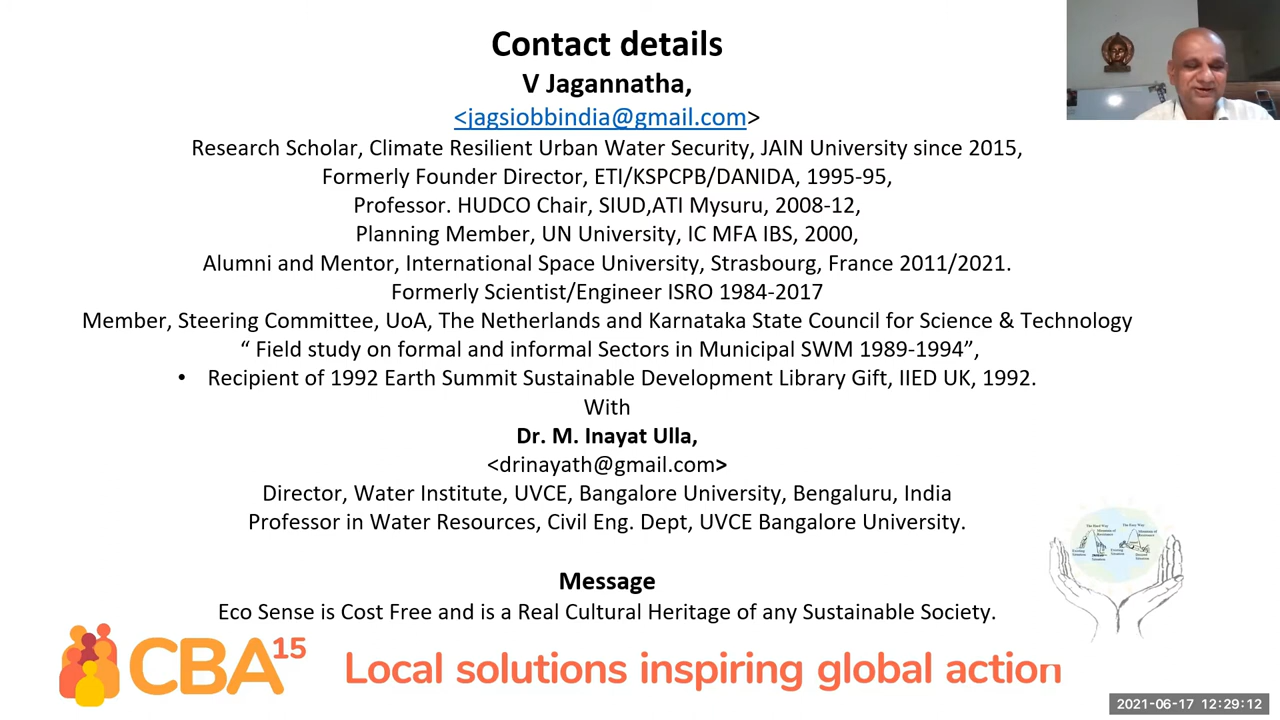 Contact details
V Jagannatha,
<jagsiobbindia@gmail.com>
Research Scholar, Climate Resilient Urban Water Security, JAIN University since 2015,
Formerly Founder Director, ETI/KSPCPB/DANIDA, 1995-95,
Professor. HUDCO Chair, SIUD,ATI Mysuru, 2008-12,
Planning Member, UN University, IC MFA IBS, 2000,
Alumni and Mentor, International Space University, Strasbourg, France 2011/2021.
Formerly Scientist/Engineer ISRO 1984-2017
Member, Steering Committee, UoA, The Netherlands and Karnataka State Council for Science & Technology
“ Field study on formal and informal Sectors in Municipal SWM 1989-1994”,
• Recipient of 1992 Earth Summit Sustainable Development Library Gift, IIED UK, 1992.
With
Dr. M. Inayat Ulla,
<drinayath@gmail.com>
Director, Water Institute, UVCE, Bangalore University, Bengaluru, India
Professor in Water Resources, Civil Eng. Dept, UVCE Bangalore University.
The Hard Way
The Easy Way
Message
Eco Sense is Cost Free and is a Real Cultural Heritage of any Sustainable Society.
CBA15
Local solutions inspiring global action
2021-06-17 12:29:12